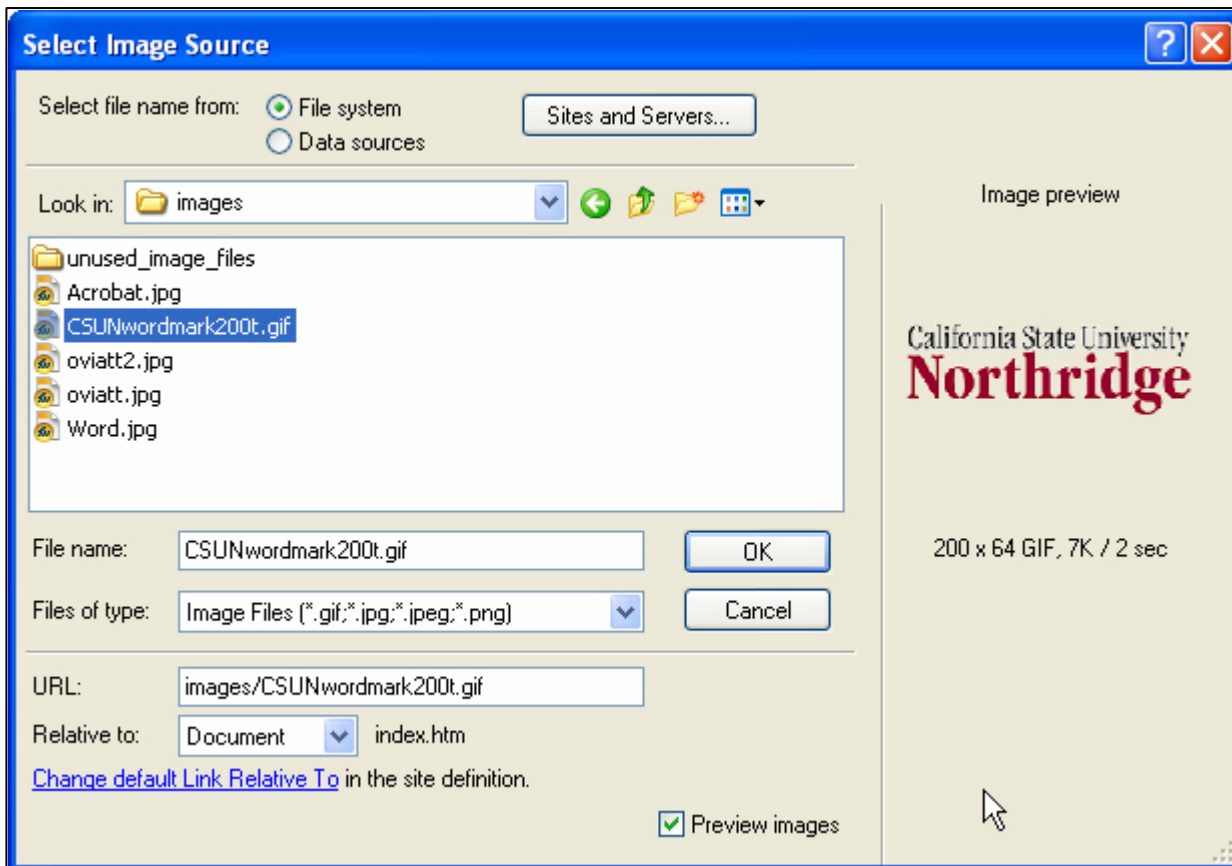 Select Image Source
Select file name from:
File system
Sites and Servers...
Data sources
Look in:
images
Image preview
unused_image_files
Acrobat.jpg
CSUNwordmark200t.gif
oviatt2.jpg
oviatt.jpg
Word.jpg
California State University
Northridge
File name:
CSUNwordmark200t.gif
OK
200 x 64 GIF, 7K / 2 sec
Files of type:
Image Files (*.gif;*.jpg;*.jpeg;*.png)
Cancel
URL:
images/CSUNwordmark200t.gif
Relative to:
Document
index.htm
Change default Link Relative To in the site definition.
Preview images